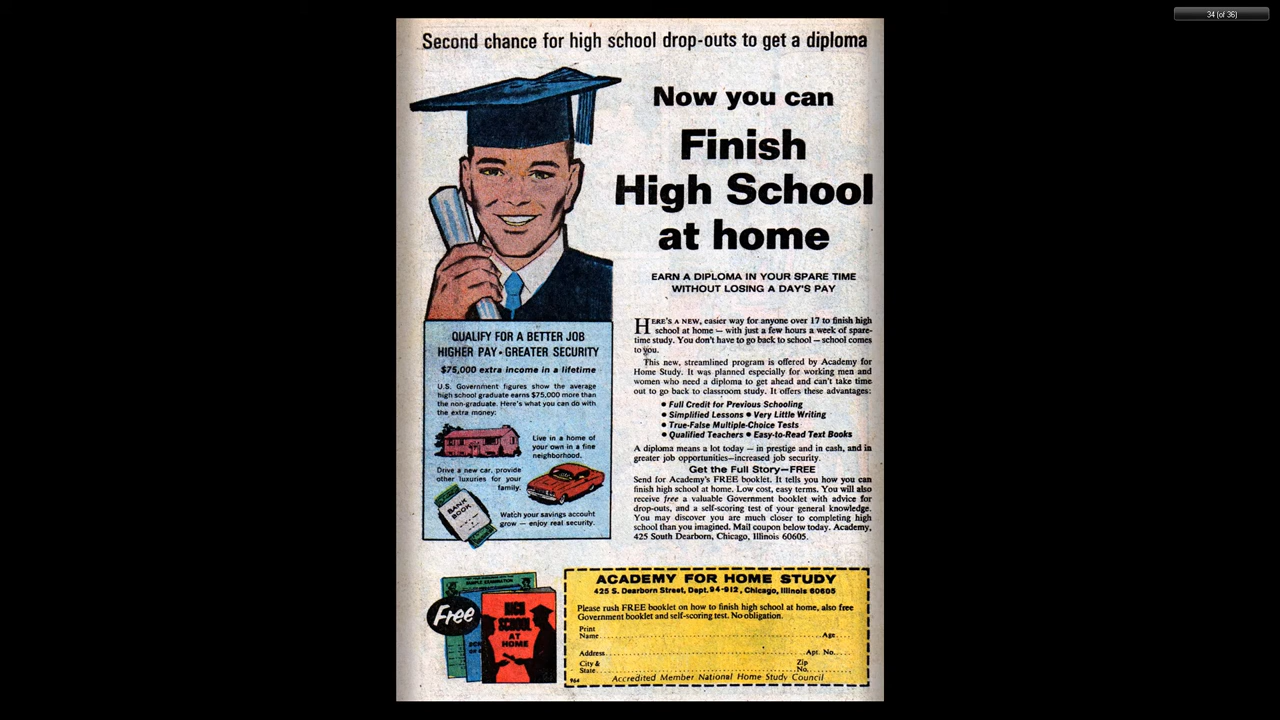 34 (of 36)
Second chance for high school drop-outs to get a diploma
Now you can
Finish
High School
at home
EARN A DIPLOMA IN YOUR SPARE TIME
WITHOUT LOSING A DAY'S PAY
HERE'S A NEW, easier way for anyone over 17 to finish high
school at home — with just a few hours a week of spare-
time study. You don't have to go back to school — school comes
to you.
This new, streamlined program is offered by Academy for
Home Study. It was planned especially for working men and
women who need a diploma to get ahead and can't take time
out to go back to classroom study. It offers these advantages:
• Full Credit for Previous Schooling
• Simplified Lessons • Very Little Writing
• True-False Multiple-Choice Tests
• Qualified Teachers • Easy-to-Read Text Books
A diploma means a lot today — in prestige and in cash, and in
greater job opportunities—increased job security.
Get the Full Story—FREE
Send for Academy's FREE booklet. It tells you how you can
finish high school at home. Low cost, easy terms. You will also
receive free a valuable Government booklet with advice for
drop-outs, and a self-scoring test of your general knowledge.
You may discover you are much closer to completing high
school than you imagined. Mail coupon below today. Academy,
425 South Dearborn, Chicago, Illinois 60605.
QUALIFY FOR A BETTER JOB
HIGHER PAY • GREATER SECURITY
$75,000 extra income in a lifetime
U.S. Government figures show the average
high school graduate earns $75,000 more than
the non-graduate. Here's what you can do with
the extra money:
Live in a home of
your own in a fine
neighborhood.
Drive a new car, provide
other luxuries for your
family.
BANK
BOOK
Watch your savings account
grow — enjoy real security.
Free
SAMPLE EXAMINATION
HIGH
SCHOOL
AT
HOME
ACADEMY FOR HOME STUDY
425 S. Dearborn Street, Dept. 94-912, Chicago, Illinois 60605
Please rush FREE booklet on how to finish high school at home, also free
Government booklet and self-scoring test. No obligation.
Print
Name Age
Address Apt. No.
City & Zip
State No.
964 Accredited Member National Home Study Council